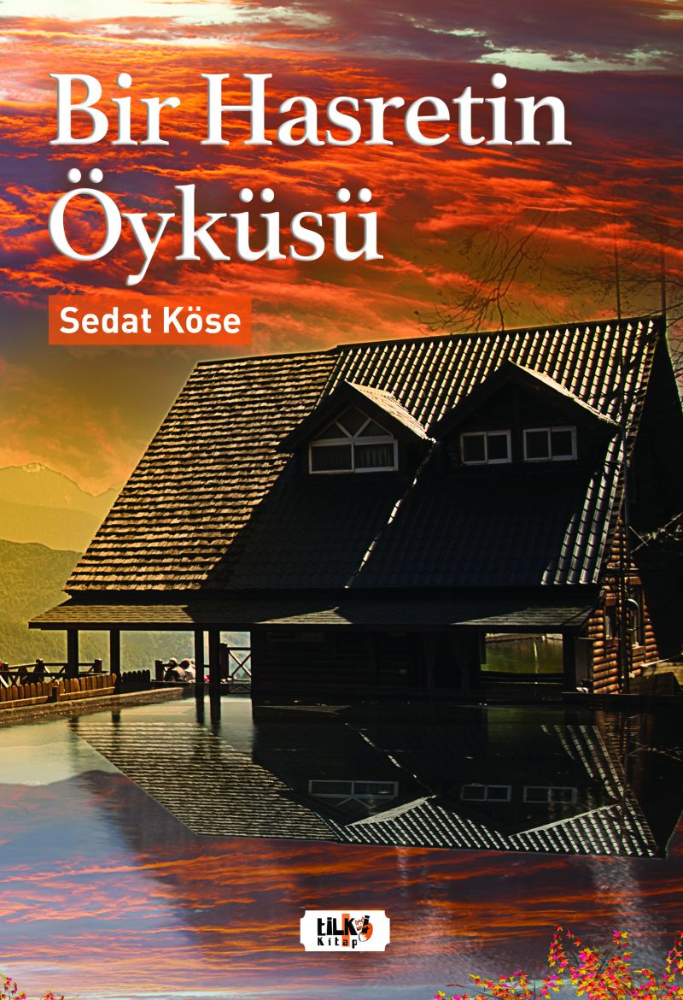 Bir Hasretin
Öyküsü
Sedat Köse
tiLKi
Kitap